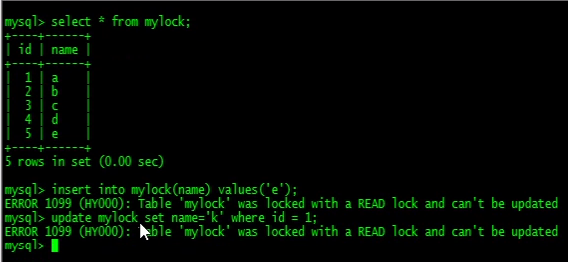 mysql> select * from mylock;
+----+------+
| id | name |
+----+------+
| 1 | a |
| 2 | b |
| 3 | c |
| 4 | d |
| 5 | e |
+----+------+
5 rows in set (0.00 sec)
mysql> insert into mylock(name) values('e');
ERROR 1099 (HY000): Table 'mylock' was locked with a READ lock and can't be updated
mysql> update mylock set name='k' where id = 1;
ERROR 1099 (HY000): Table 'mylock' was locked with a READ lock and can't be updated
mysql>